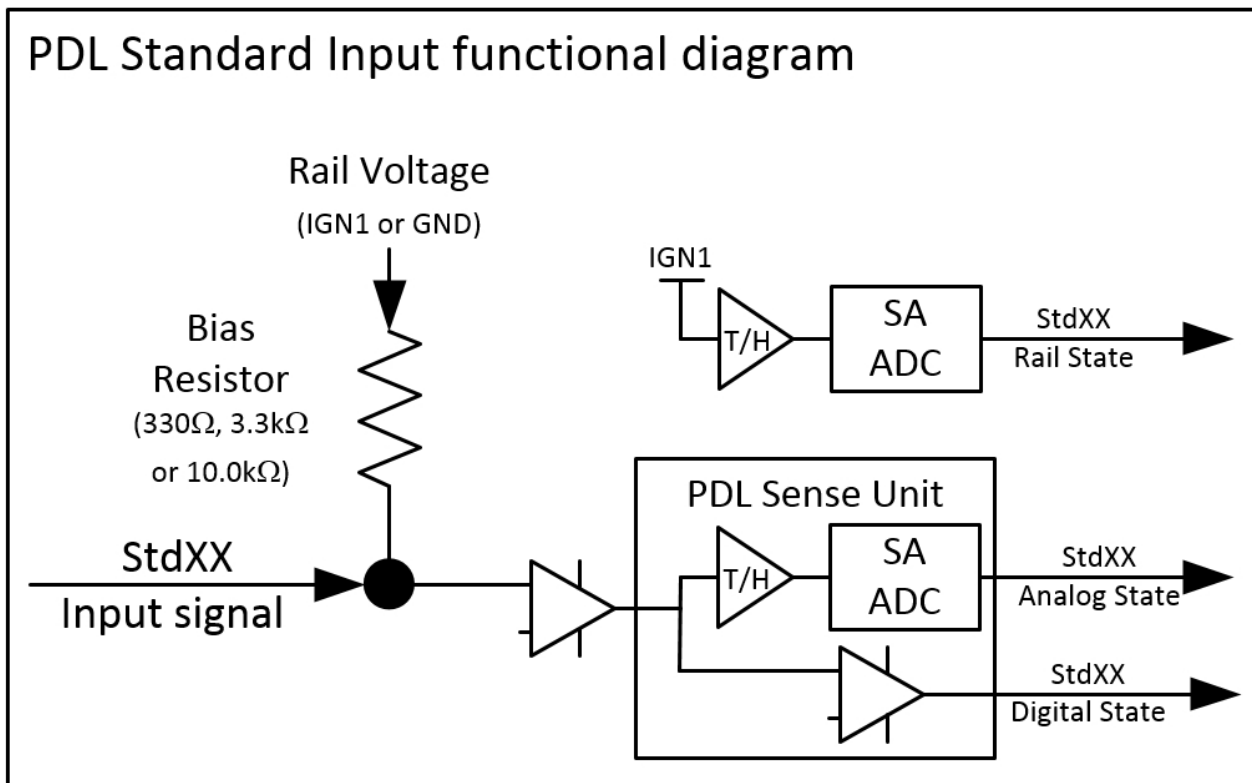 PDL Standard Input functional diagram
Rail Voltage
(IGN1 or GND)
Bias
Resistor
(330Ω, 3.3kΩ
or 10.0kΩ)
StdXX
Input signal
IGN1
T/H
SA
ADC
StdXX
Rail State
PDL Sense Unit
T/H
SA
ADC
StdXX
Analog State
StdXX
Digital State